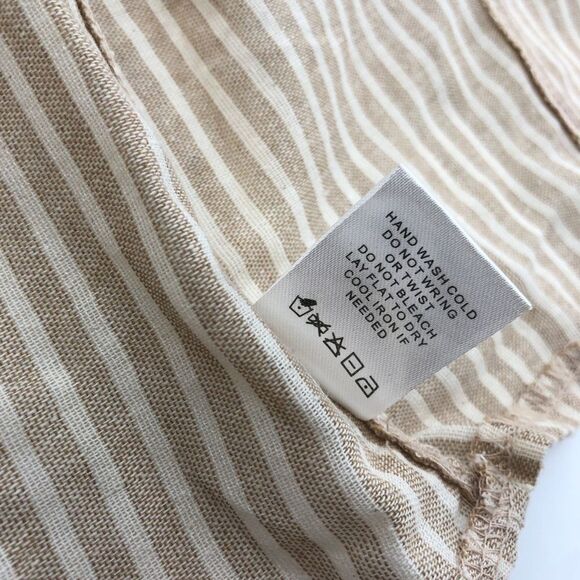 HAND WASH COLD
DO NOT WRING
OR TWIST
DO NOT BLEACH
LAY FLAT TO DRY
COOL IRON IF
NEEDED